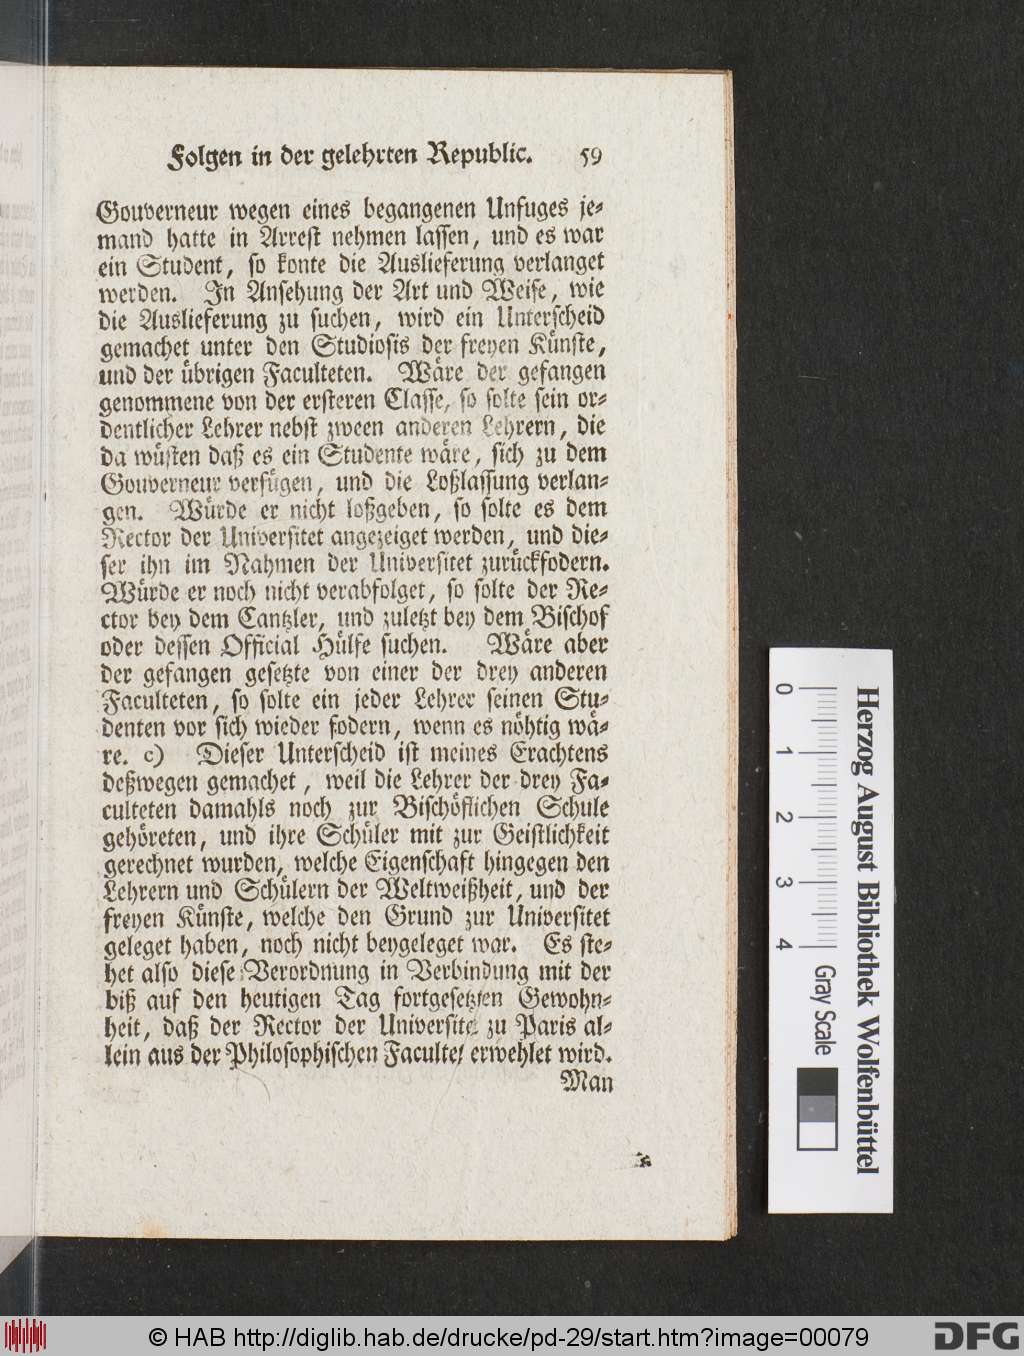 Folgen in der gelehrten Republic. 59
Gouverneur wegen eines begangenen Unfuges je-
mand hatte in Arrest nehmen lassen, und es war
ein Student, so konte die Auslieferung verlanget
werden. In Ansehung der Art und Weise, wie
die Auslieferung zu suchen, wird ein Unterscheid
gemachet unter den Studiosis der freyen Künste,
und der übrigen Faculteten. Wäre der gefangen
genommene von der ersteren Classe, so solte sein or-
dentlicher Lehrer nebst zween anderen Lehrern, die
da wüsten daß es ein Studente wäre, sich zu dem
Gouverneur verfügen, und die Loßlassung verlan-
gen. Würde er nicht loßgeben, so solte es dem
Rector der Universitet angezeiget werden, und die-
ser ihn im Nahmen der Universitet zurückfodern.
Würde er noch nicht verabfolget, so solte der Re-
ctor bey dem Cantzler, und zuletzt bey dem Bischof
oder dessen Official Hülfe suchen. Wäre aber
der gefangen gesetzte von einer der drey anderen
Faculteten, so solte ein jeder Lehrer seinen Stu-
denten vor sich wieder fodern, wenn es nöhtig wä-
re. c) Dieser Unterscheid ist meines Erachtens
deßwegen gemachet, weil die Lehrer der drey Fa-
culteten damahls noch zur Bischöflichen Schule
gehöreten, und ihre Schüler mit zur Geistlichkeit
gerechnet wurden, welche Eigenschaft hingegen den
Lehrern und Schülern der Weltweißheit, und der
freyen Künste, welche den Grund zur Universitet
geleget haben, noch nicht beygeleget war. Es ste-
het also diese Verordnung in Verbindung mit der
biß auf den heutigen Tag fortgesetzten Gewohn-
heit, daß der Rector der Universitet zu Paris al-
lein aus der Philosophischen Facultet erwehlet wird.
Man
0 1 2 3 4 Gray Scale
Herzog August Bibliothek Wolfenbüttel
© HAB http://diglib.hab.de/drucke/pd-29/start.htm?image=00079
DFG